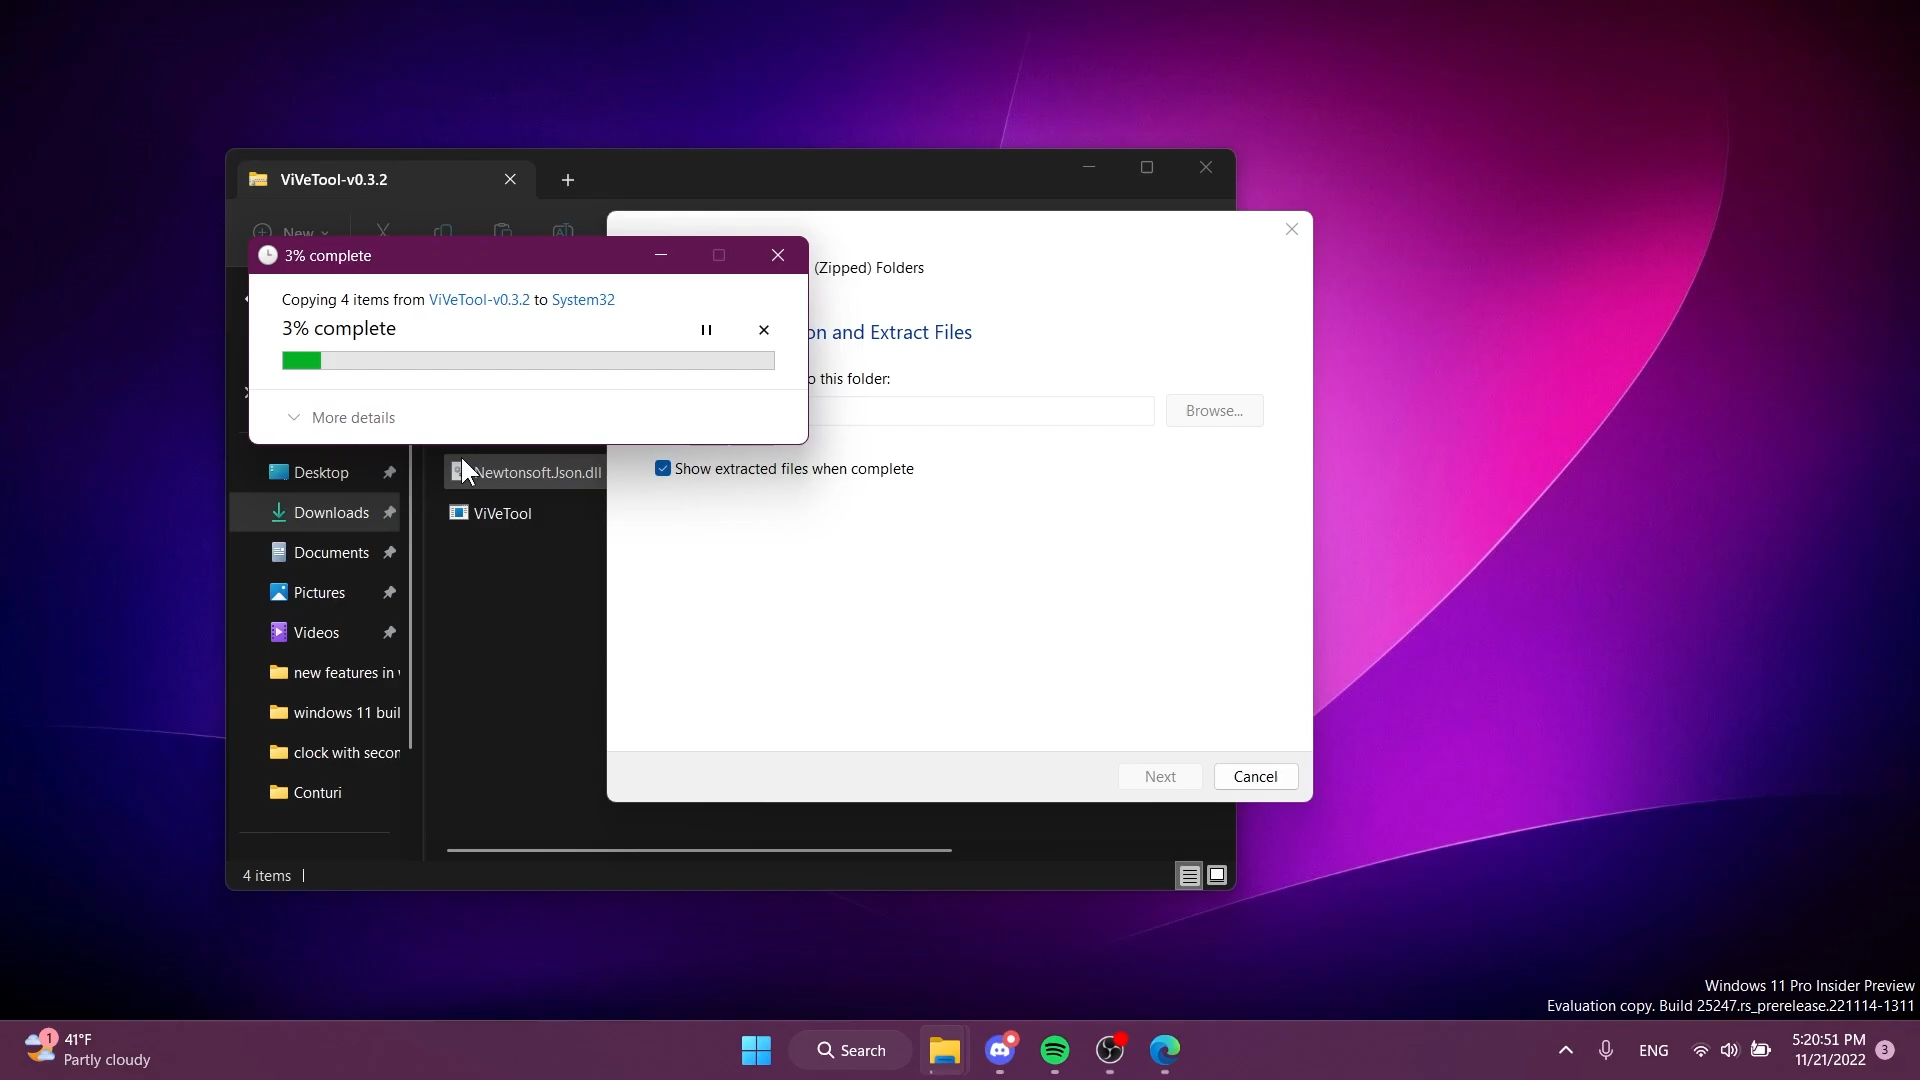 ViVeTool-v0.3.2
New
3% complete
(Zipped) Folders
Copying 4 items from ViVeTool-v0.3.2 to System32
3% complete
on and Extract Files
o this folder:
Browse...
More details
Show extracted files when complete
Desktop
NewtonsoftJson.dll
Downloads
ViVeTool
Documents
Pictures
Videos
new features in
windows 11 buil
clock with secon
Conturi
Next
Cancel
4 items
Windows 11 Pro Insider Preview
Evaluation copy. Build 25247.rs_prerelease.221114-1311
1
41°F
Partly cloudy
Search
ENG
5:20:51 PM
11/21/2022
3